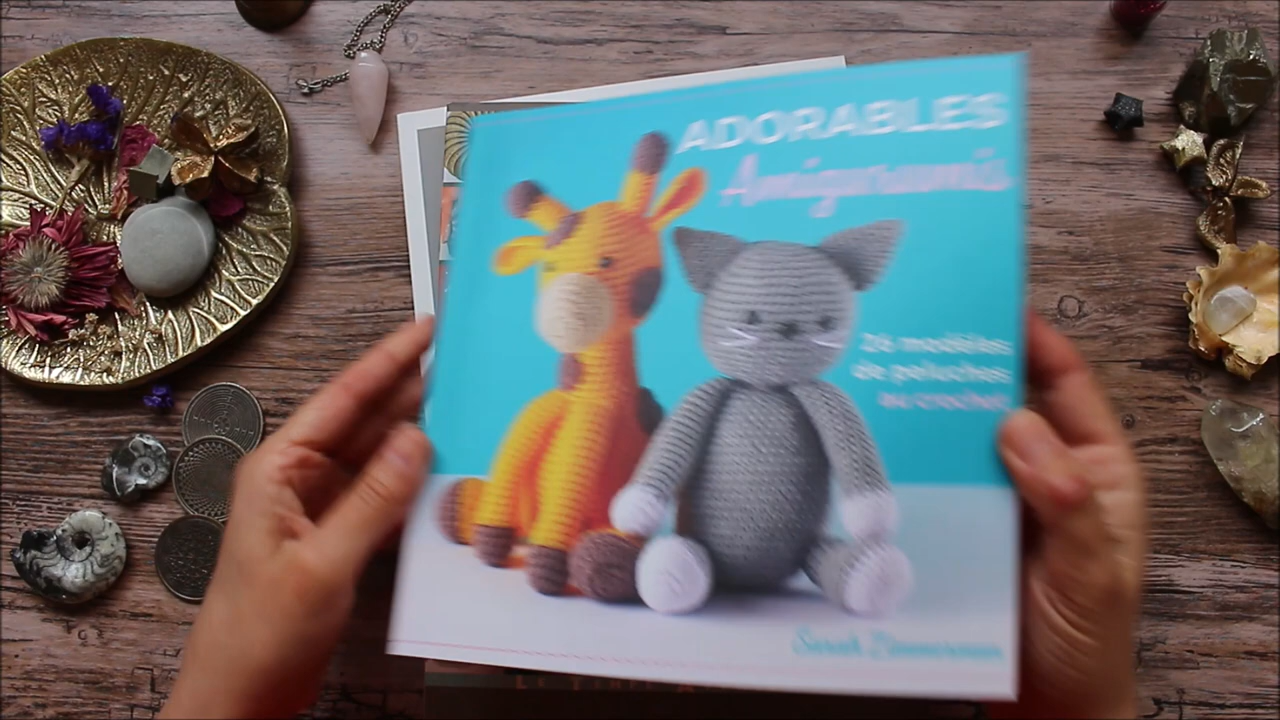 ADORABLES
Amigurumis
26 modèles
de peluches
au crochet
Sarah Zimmerman